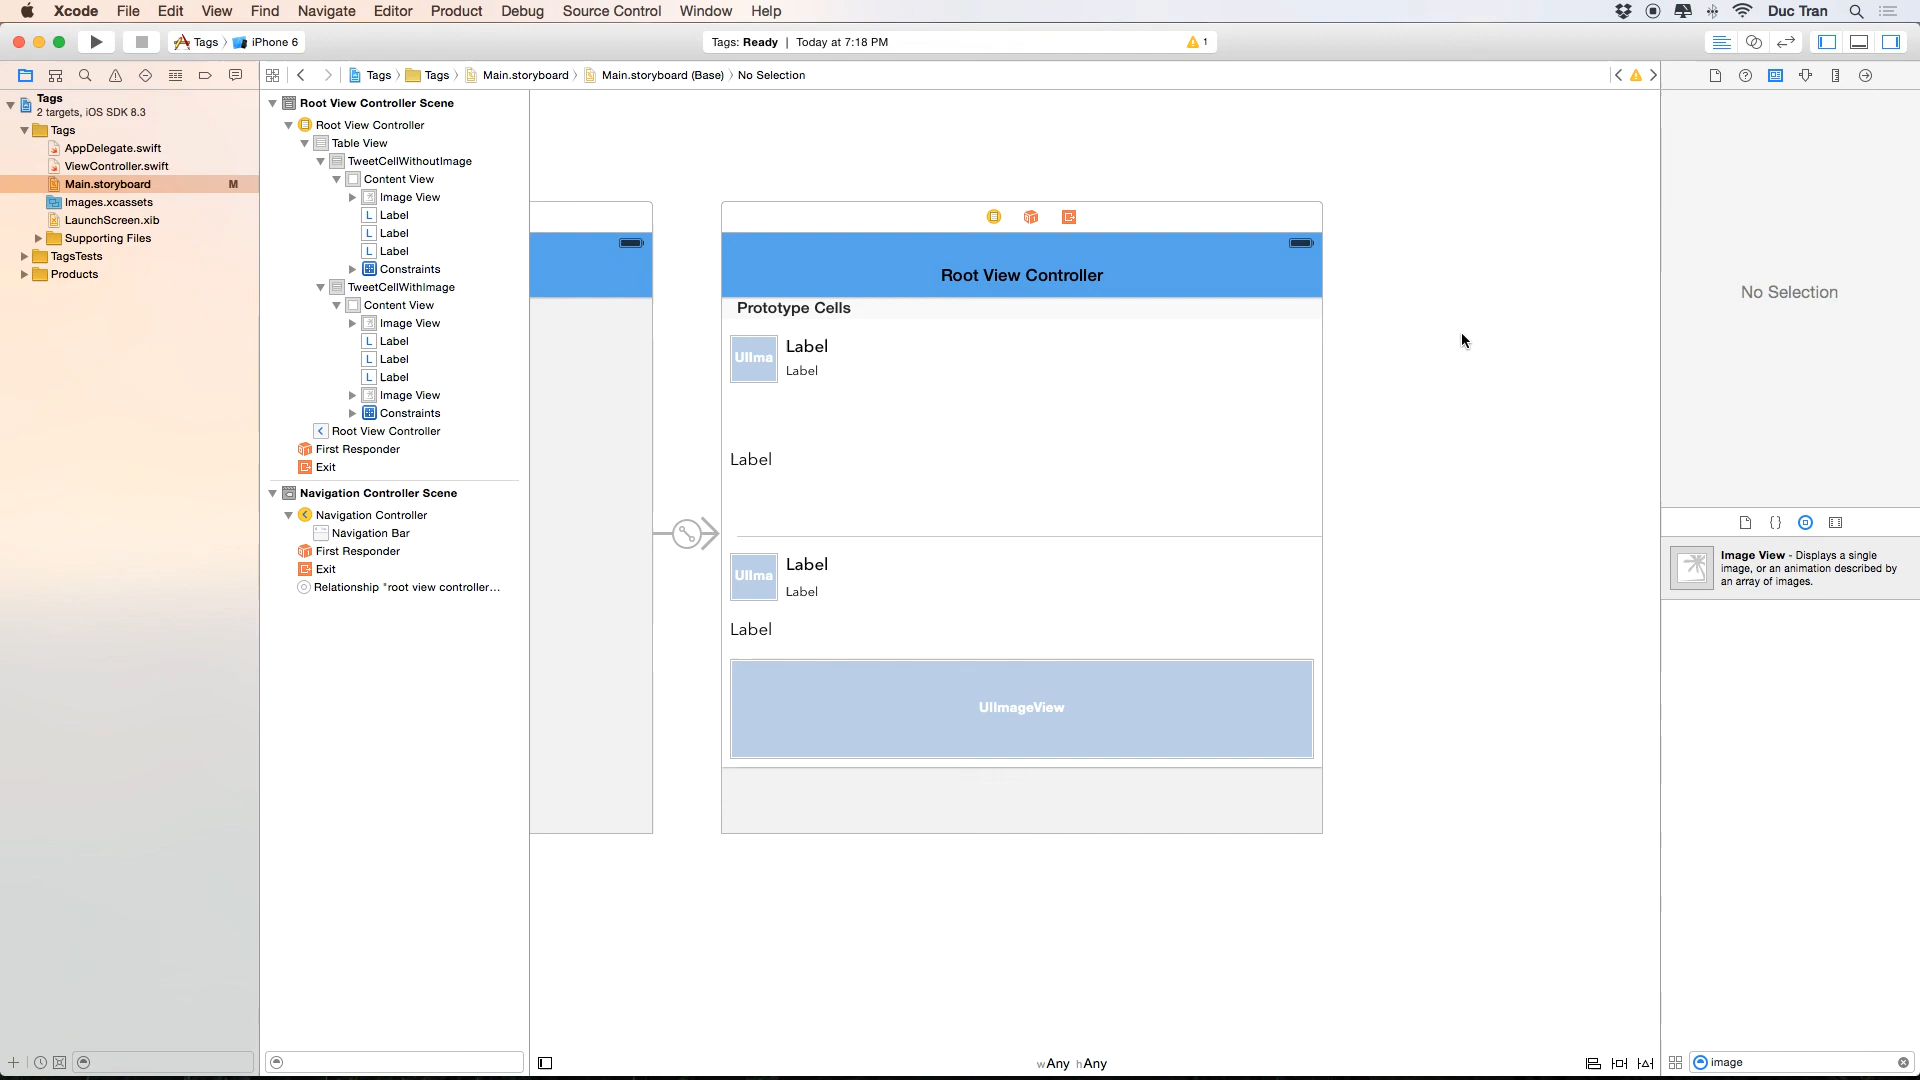 Xcode File Edit View Find Navigate Editor Product Debug Source Control Window Help
Duc Tran
Tags iPhone 6
Tags: Ready | Today at 7:18 PM
1
Tags Tags Main.storyboard Main.storyboard (Base) No Selection
Tags
2 targets, iOS SDK 8.3
Tags
AppDelegate.swift
ViewController.swift
Main.storyboard M
Images.xcassets
LaunchScreen.xib
Supporting Files
TagsTests
Products
Root View Controller Scene
Root View Controller
Table View
TweetCellWithoutImage
Content View
Image View
L Label
L Label
L Label
Constraints
TweetCellWithImage
Content View
Image View
L Label
L Label
L Label
Image View
Constraints
Root View Controller
First Responder
Exit
Navigation Controller Scene
Navigation Controller
Navigation Bar
First Responder
Exit
Relationship "root view controller...
Root View Controller
Prototype Cells
UIIma
Label
Label
Label
UIIma
Label
Label
Label
UIImageView
wAny hAny
No Selection
Image View - Displays a single
image, or an animation described by
an array of images.
image